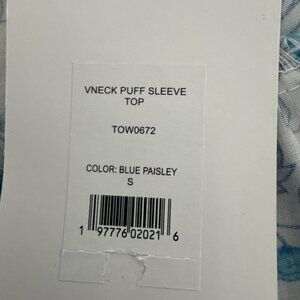 VNECK PUFF SLEEVE
TOP
TOW0672
COLOR: BLUE PAISLEY
S
1 97776 02021 6